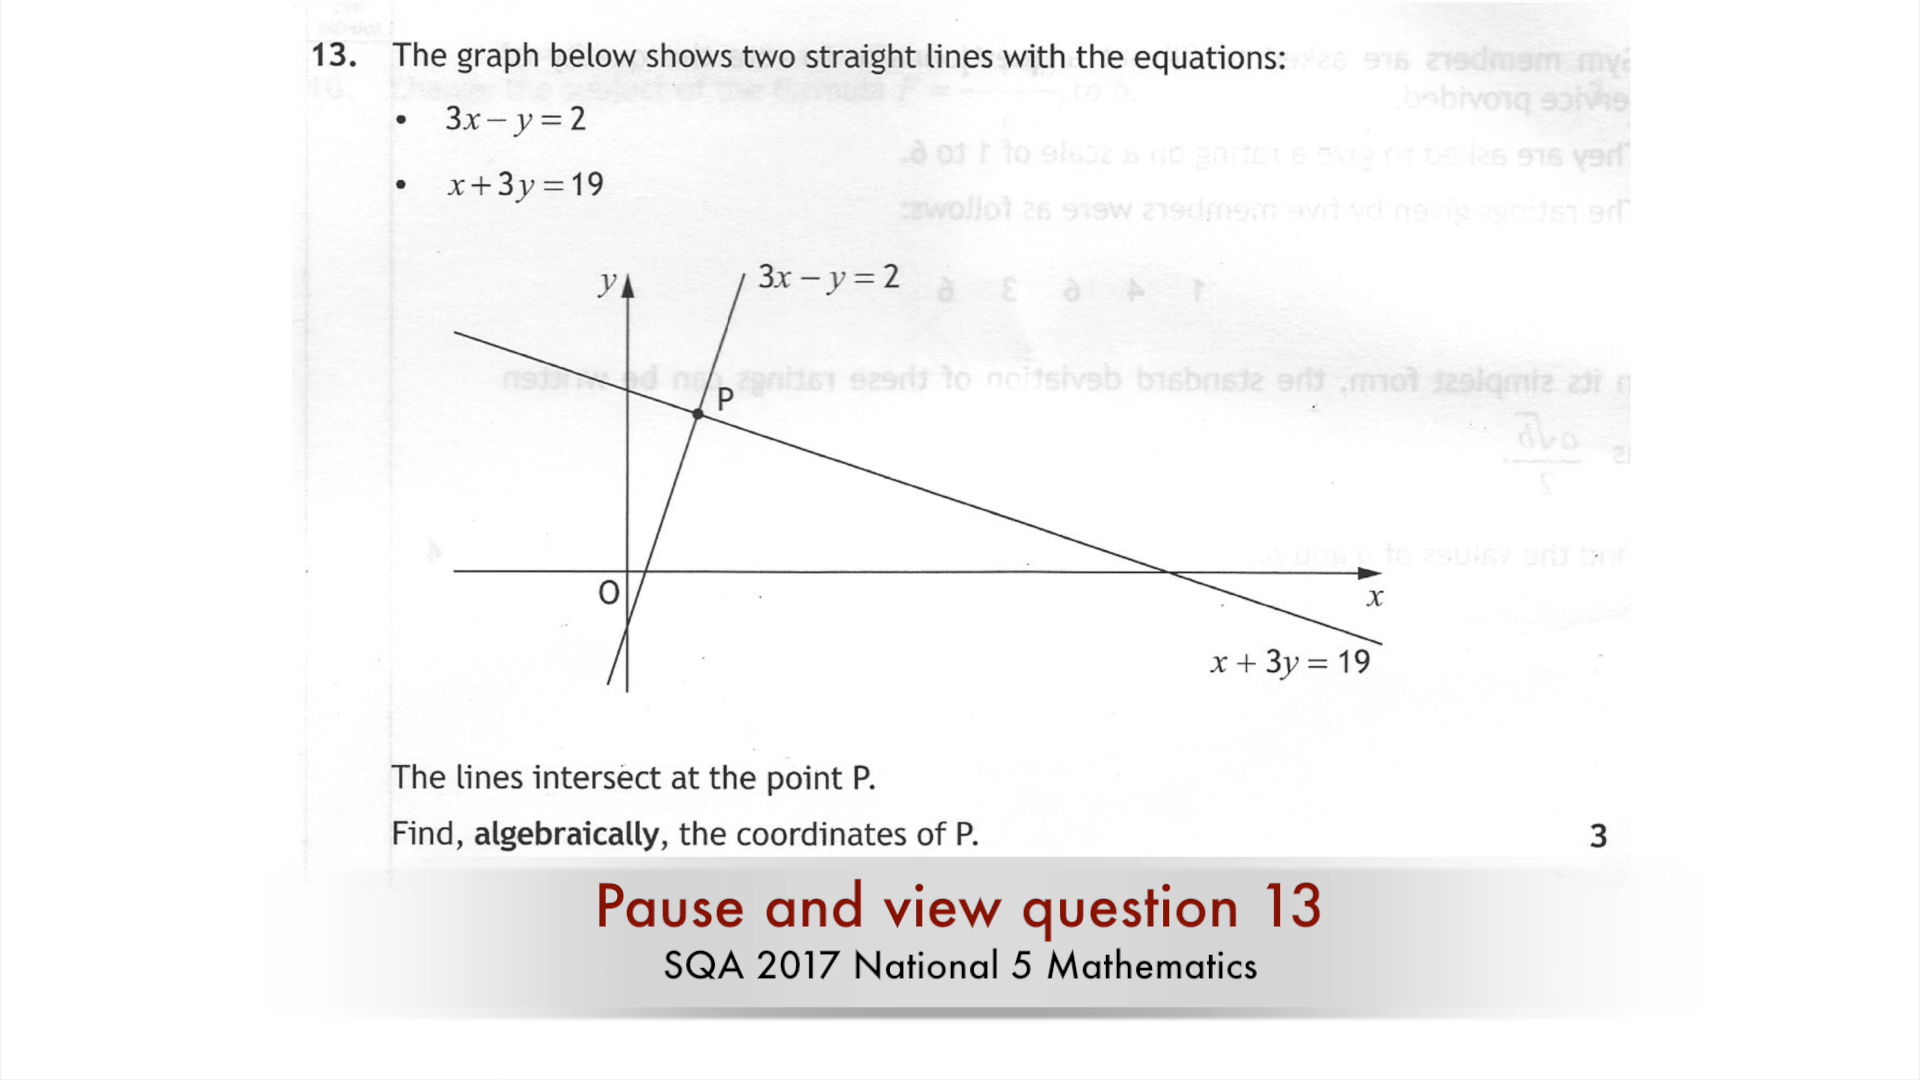 13. The graph below shows two straight lines with the equations:
• 3x – y = 2
• x + 3y = 19
y
3x – y = 2
P
O
x
x + 3y = 19
The lines intersect at the point P.
Find, algebraically, the coordinates of P. 3
Pause and view question 13
SQA 2017 National 5 Mathematics